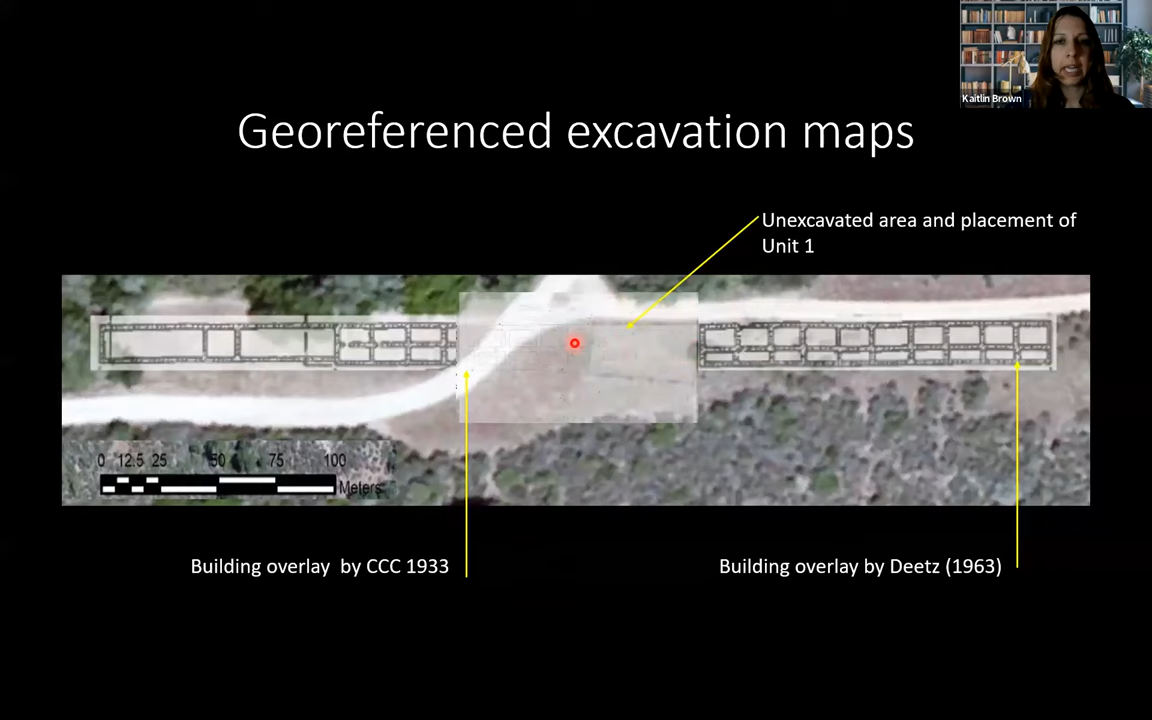 Kaitlin Brown
Georeferenced excavation maps
Unexcavated area and placement of
Unit 1
0 12.5 25 50 75 100
Meters
Building overlay by CCC 1933
Building overlay by Deetz (1963)